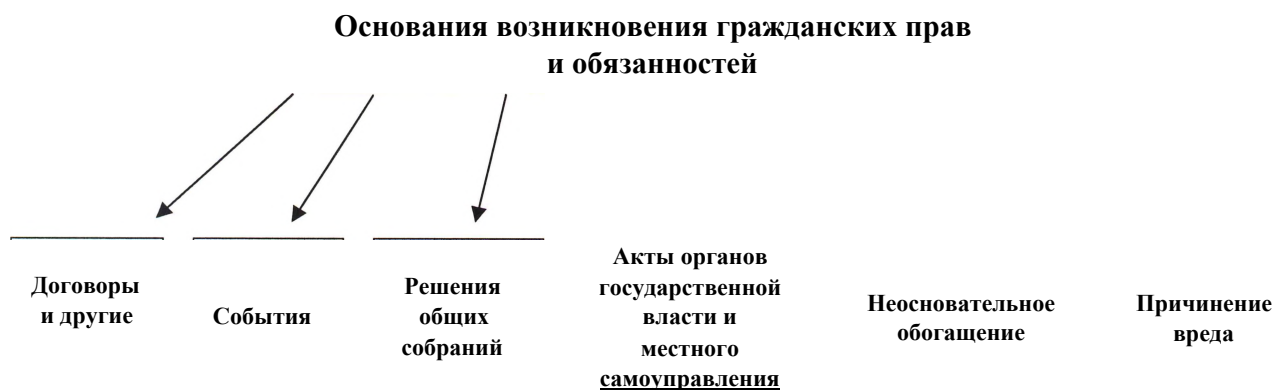 Основания возникновения гражданских прав
и обязанностей
Договоры
и другие
События
Решения
общих
собраний
Акты органов
государственной
власти и
местного
самоуправления
Неосновательное
обогащение
Причинение
вреда